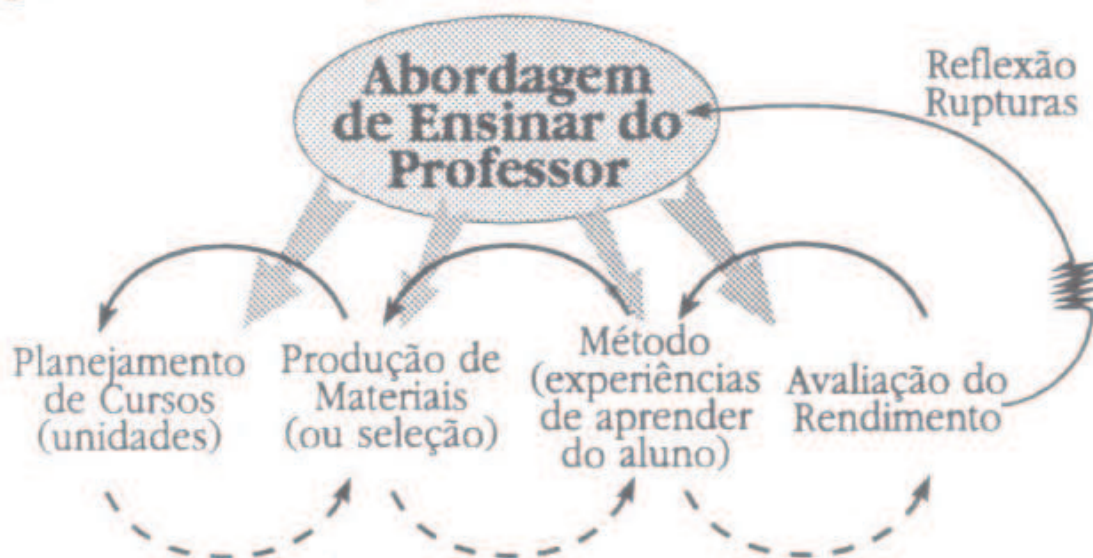 Abordagem
de Ensinar do
Professor
Reflexão
Rupturas
Planejamento
de Cursos
(unidades)
Produção de
Materiais
(ou seleção)
Método
(experiências
de aprender
do aluno)
Avaliação do
Rendimento